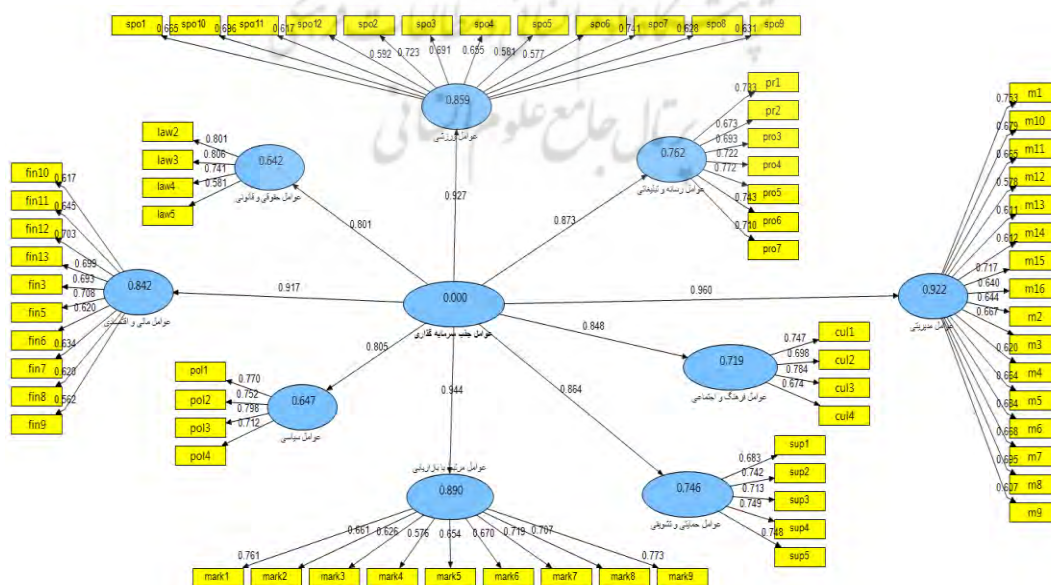 spo1 spo10 spo11 spo12 spo2 spo3 spo4 spo5 spo6 spo7 spo8 spo9
0.665 0.696 0.617 0.592 0.723 0.691 0.655 0.581 0.577 0.741 0.628 0.631
0.859
عوامل ورزشی
پرتال جامع علوم انسانی
law2 0.801
law3 0.806
law4 0.741
law5 0.581
0.642
عوامل حقوقی و قانونی
0.801
0.927
0.873
0.762
عوامل رسانه و تبلیغاتی
0.733 pr1
0.673 pr2
0.693 pro3
0.722 pro4
0.772 pro5
0.743 pro6
0.710 pro7
fin10 0.617
fin11 0.645
fin12 0.703
fin13 0.699
fin3 0.693
fin5 0.708
fin6 0.620
fin7 0.634
fin8 0.628
fin9 0.562
0.842
عوامل مالی و اقتصادی
0.917
0.000
عوامل جذب سرمایه گذاری
0.960
0.922
عوامل مدیریتی
0.753 m1
0.679 m10
m11
0.578 m12
0.611 m13
0.612 m14
0.717 m15
0.640 m16
0.644 m2
0.667 m3
0.620 m4
0.664 m5
0.684 m6
0.668 m7
0.695 m8
0.607 m9
0.805
0.944
0.864
0.848
0.719
عوامل فرهنگ و اجتماعی
0.747 cul1
0.698 cul2
0.784 cul3
0.674 cul4
pol1 0.770
pol2 0.752
pol3 0.798
pol4 0.712
0.647
عوامل سیاسی
عوامل مرتبط با بازاریابی
0.890
0.761 0.661 0.626 0.576 0.654 0.670 0.719 0.707 0.773
mark1 mark2 mark3 mark4 mark5 mark6 mark7 mark8 mark9
0.746
عوامل حمایتی و تشویقی
0.683 sup1
0.742 sup2
0.713 sup3
0.749 sup4
0.748 sup5